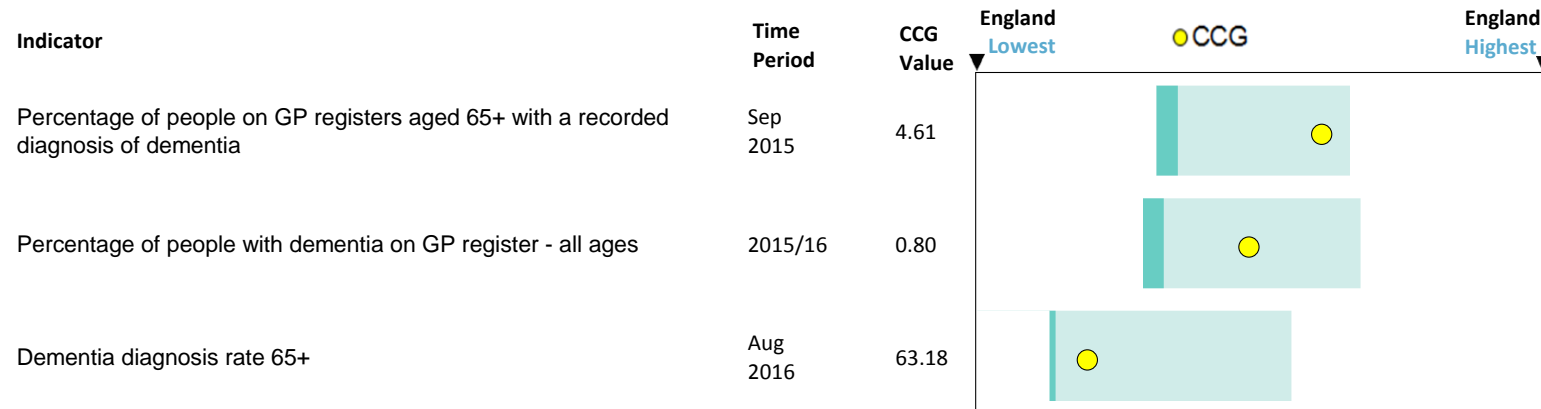 Indicator
Time
Period
CCG
Value
England
Lowest
CCG
England
Highest
Percentage of people on GP registers aged 65+ with a recorded
diagnosis of dementia
Sep
2015
4.61
Percentage of people with dementia on GP register - all ages
2015/16
0.80
Dementia diagnosis rate 65+
Aug
2016
63.18